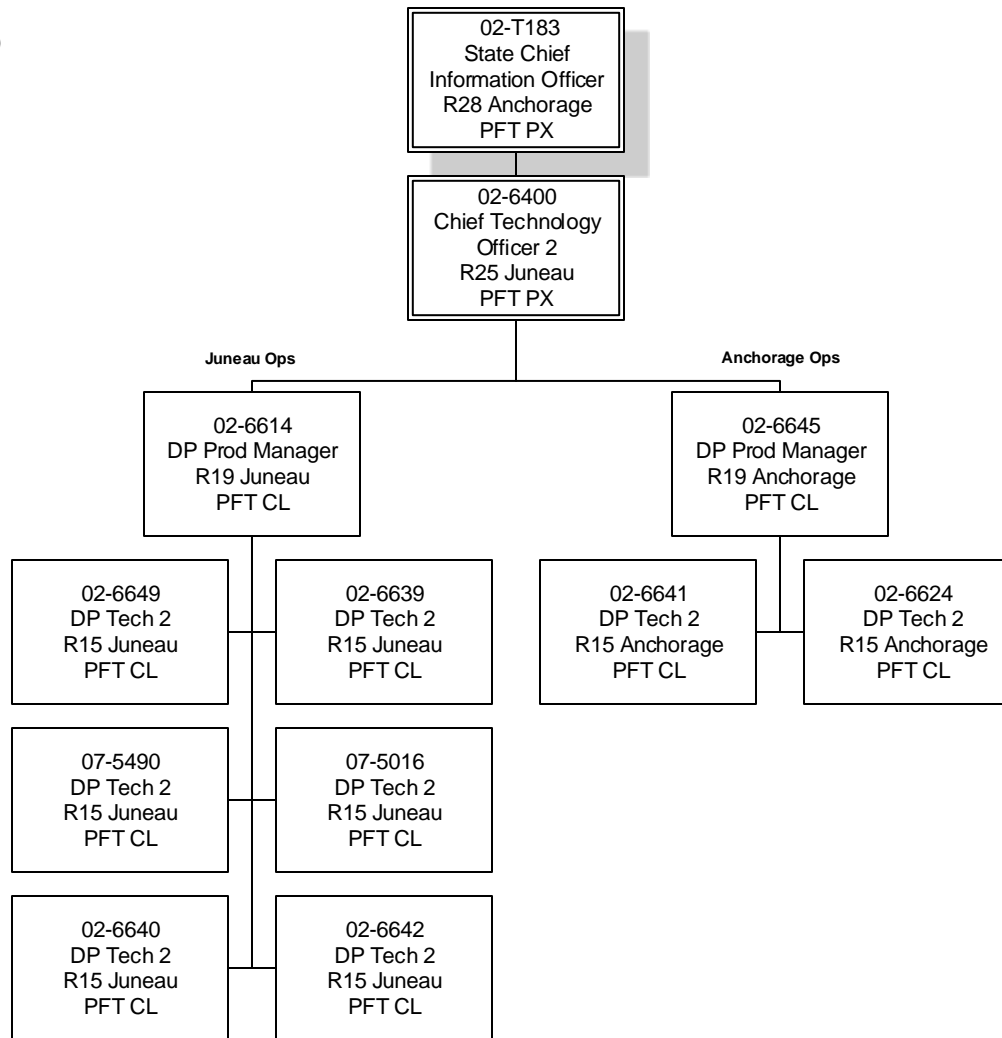 02-T183
State Chief
Information Officer
R28 Anchorage
PFT PX
02-6400
Chief Technology
Officer 2
R25 Juneau
PFT PX
Juneau Ops
Anchorage Ops
02-6614
DP Prod Manager
R19 Juneau
PFT CL
02-6645
DP Prod Manager
R19 Anchorage
PFT CL
02-6649
DP Tech 2
R15 Juneau
PFT CL
02-6639
DP Tech 2
R15 Juneau
PFT CL
02-6641
DP Tech 2
R15 Anchorage
PFT CL
02-6624
DP Tech 2
R15 Anchorage
PFT CL
07-5490
DP Tech 2
R15 Juneau
PFT CL
07-5016
DP Tech 2
R15 Juneau
PFT CL
02-6640
DP Tech 2
R15 Juneau
PFT CL
02-6642
DP Tech 2
R15 Juneau
PFT CL